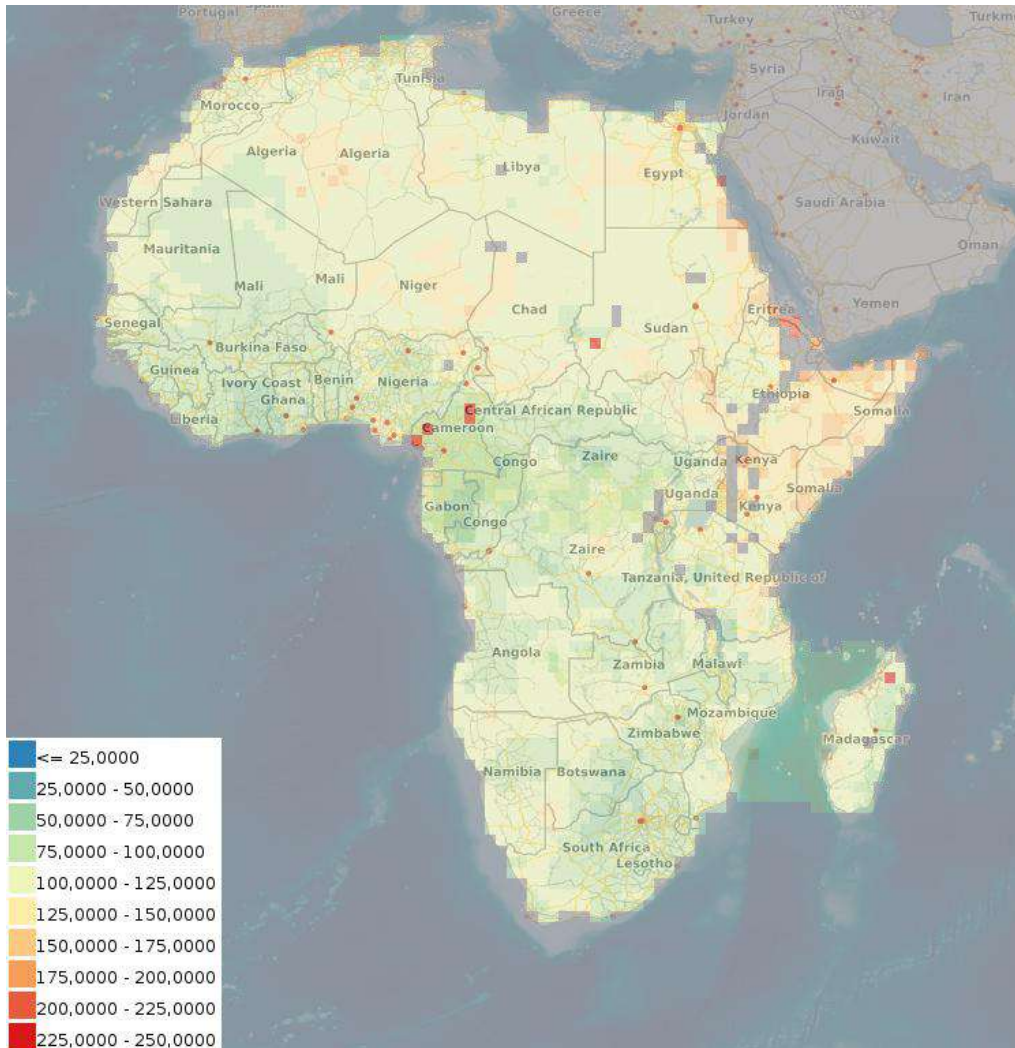 Portugal
Spain
Greece
Turkey
Turkm
Syria
Tunisia
Iraq
Iran
Morocco
Jordan
Kuwait
Algeria
Algeria
Libya
Egypt
Western Sahara
Saudi Arabia
Mauritania
Oman
Mali
Mali
Niger
Chad
Sudan
Eritrea
Yemen
Senegal
Burkina Faso
Guinea
Ivory Coast
Benin
Nigeria
Ghana
Ethiopia
Liberia
Central African Republic
Somalia
Cameroon
Congo
Zaire
Uganda
Kenya
Uganda
Somalia
Gabon
Kenya
Congo
Zaire
Tanzania, United Republic of
Angola
Zambia
Malawi
Mozambique
Zimbabwe
Madagascar
Namibia
Botswana
South Africa
Lesotho
<= 25,0000
25,0000 - 50,0000
50,0000 - 75,0000
75,0000 - 100,0000
100,0000 - 125,0000
125,0000 - 150,0000
150,0000 - 175,0000
175,0000 - 200,0000
200,0000 - 225,0000
225,0000 - 250,0000